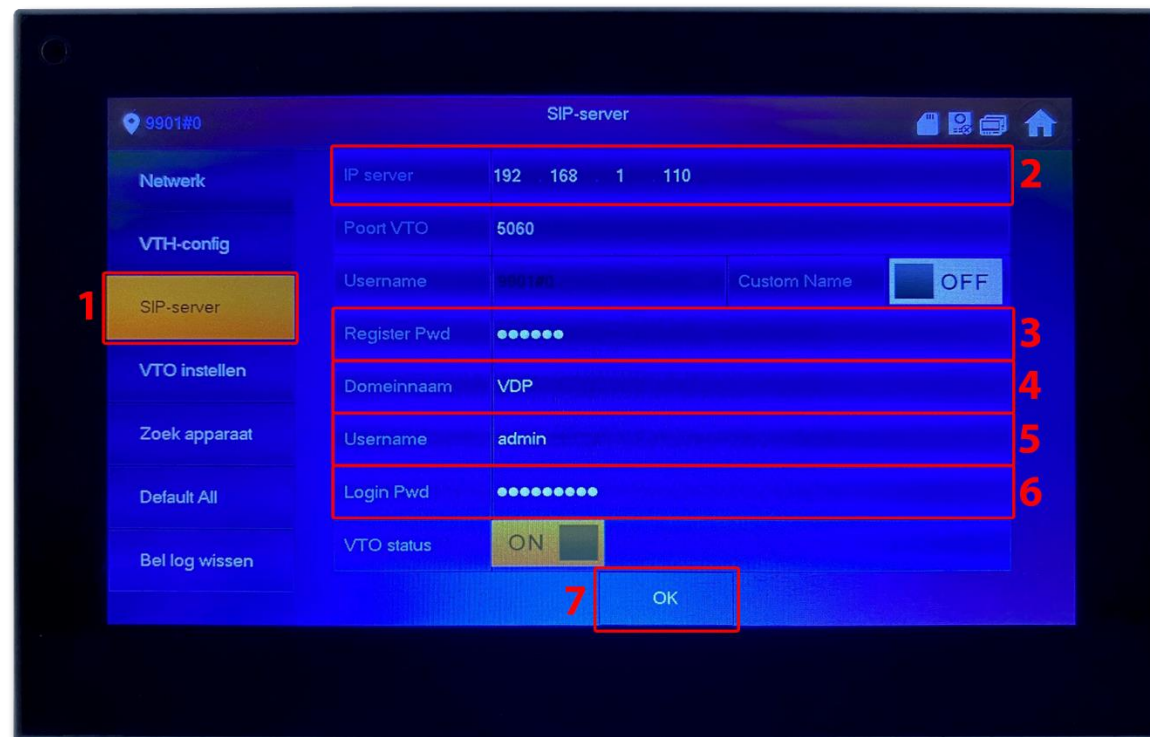 9901#0 SIP-server
Netwerk
VTH-config
1 SIP-server
VTO instellen
Zoek apparaat
Default All
Bel log wissen
IP server 192 . 168 . 1 . 110 2
Poort VTO 5060
Username 9901#0 Custom Name OFF
Register Pwd ●●●●●● 3
Domeinnaam VDP 4
Username admin 5
Login Pwd ●●●●●●●●● 6
VTO status ON
7 OK